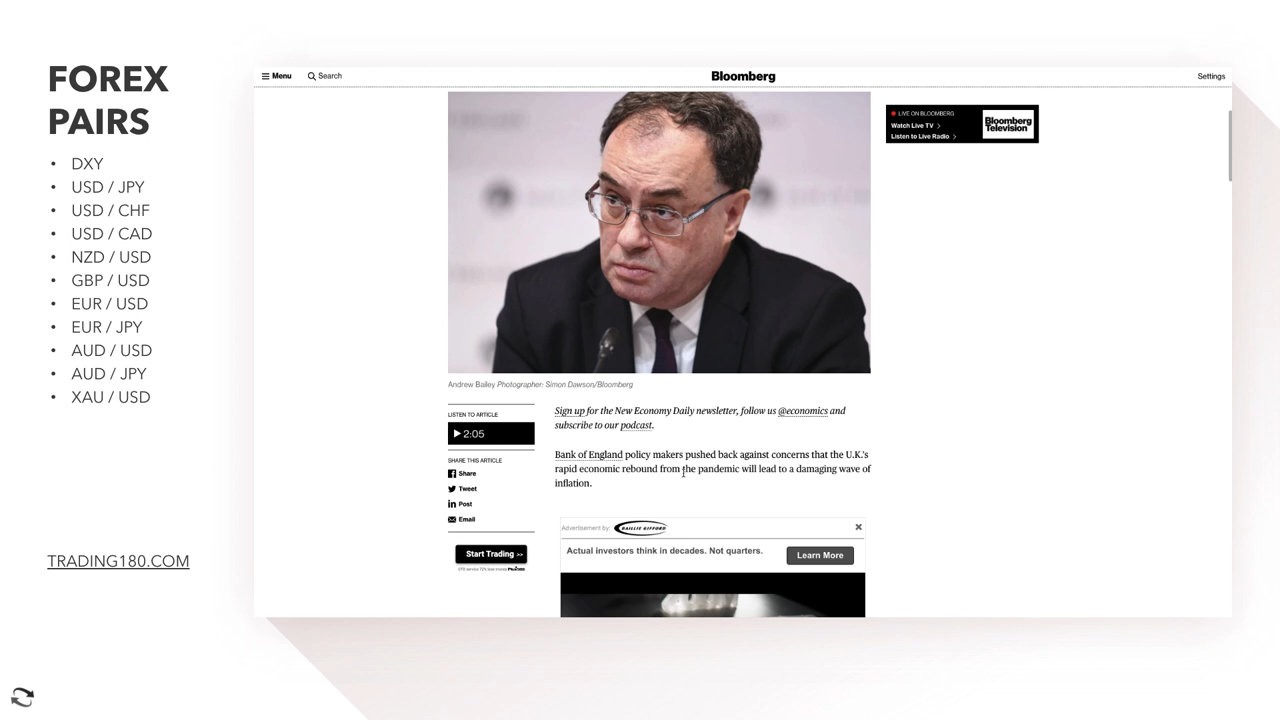 FOREX
PAIRS
• DXY
• USD / JPY
• USD / CHF
• USD / CAD
• NZD / USD
• GBP / USD
• EUR / USD
• EUR / JPY
• AUD / USD
• AUD / JPY
• XAU / USD
TRADING180.COM
Menu
Search
Bloomberg
Settings
LIVE ON BLOOMBERG
Watch Live TV >
Listen to Live Radio >
Bloomberg
Television
Andrew Bailey Photographer: Simon Dawson/Bloomberg
LISTEN TO ARTICLE
2:05
SHARE THIS ARTICLE
Share
Tweet
Post
Email
Start Trading >>
Sign up for the New Economy Daily newsletter, follow us @economics and
subscribe to our podcast.
Bank of England policy makers pushed back against concerns that the U.K.'s
rapid economic rebound from the pandemic will lead to a damaging wave of
inflation.
Advertisement by:
BAILLIE GIFFORD
Actual investors think in decades. Not quarters.
Learn More